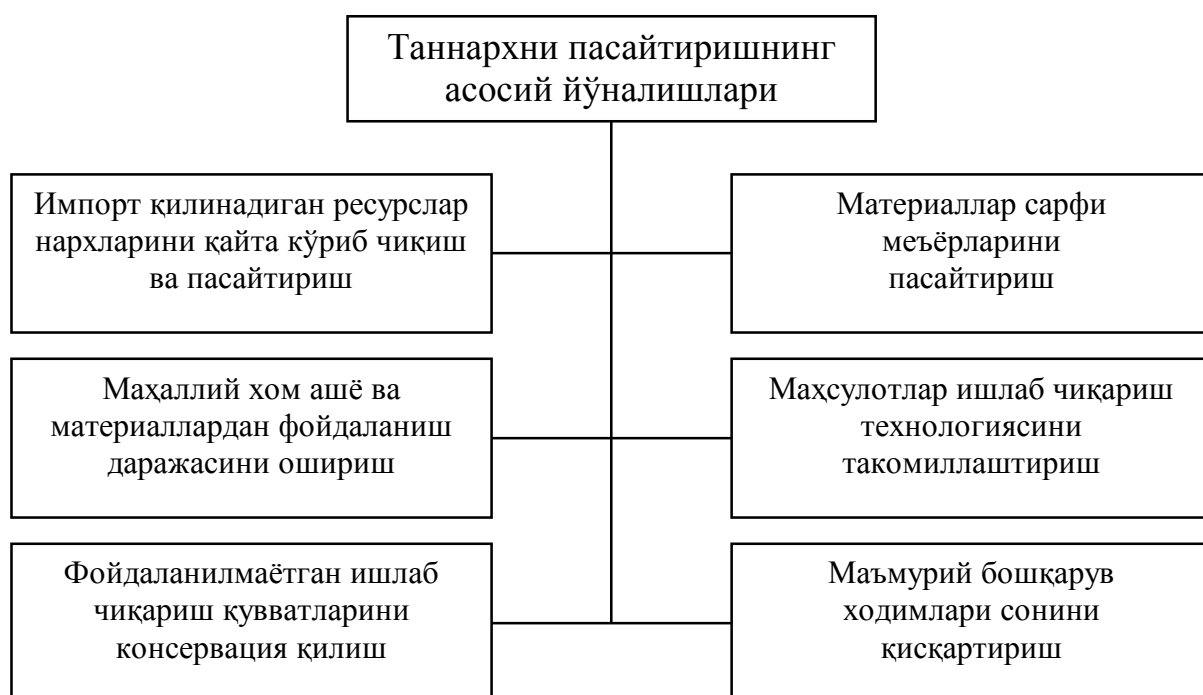 Таннархни пасайтиришнинг
асосий йўналишлари
Импорт қилинадиган ресурслар
нархларини қайта кўриб чиқиш
ва пасайтириш
Материаллар сарфи
меъёрларини
пасайтириш
Маҳаллий хом ашё ва
материаллардан фойдаланиш
даражасини ошириш
Маҳсулотлар ишлаб чиқариш
технологиясини
такомиллаштириш
Фойдаланилмаётган ишлаб
чиқариш қувватларини
консервация қилиш
Маъмурий бошқарув
ходимлари сонини
қисқартириш